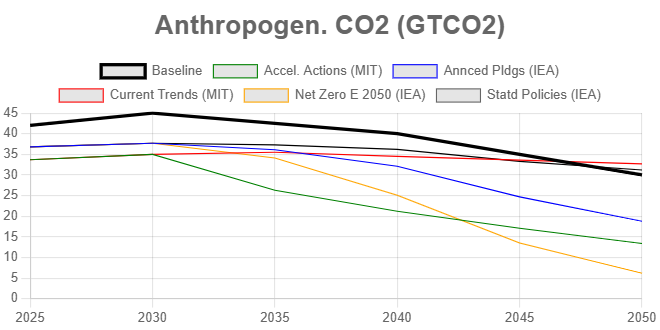 Anthropogen. CO2 (GTCO2)
Baseline Accel. Actions (MIT) Annced Pldgs (IEA)
Current Trends (MIT) Net Zero E 2050 (IEA) Statd Policies (IEA)
45
40
35
30
25
20
15
10
5
0
2025 2030 2035 2040 2045 2050